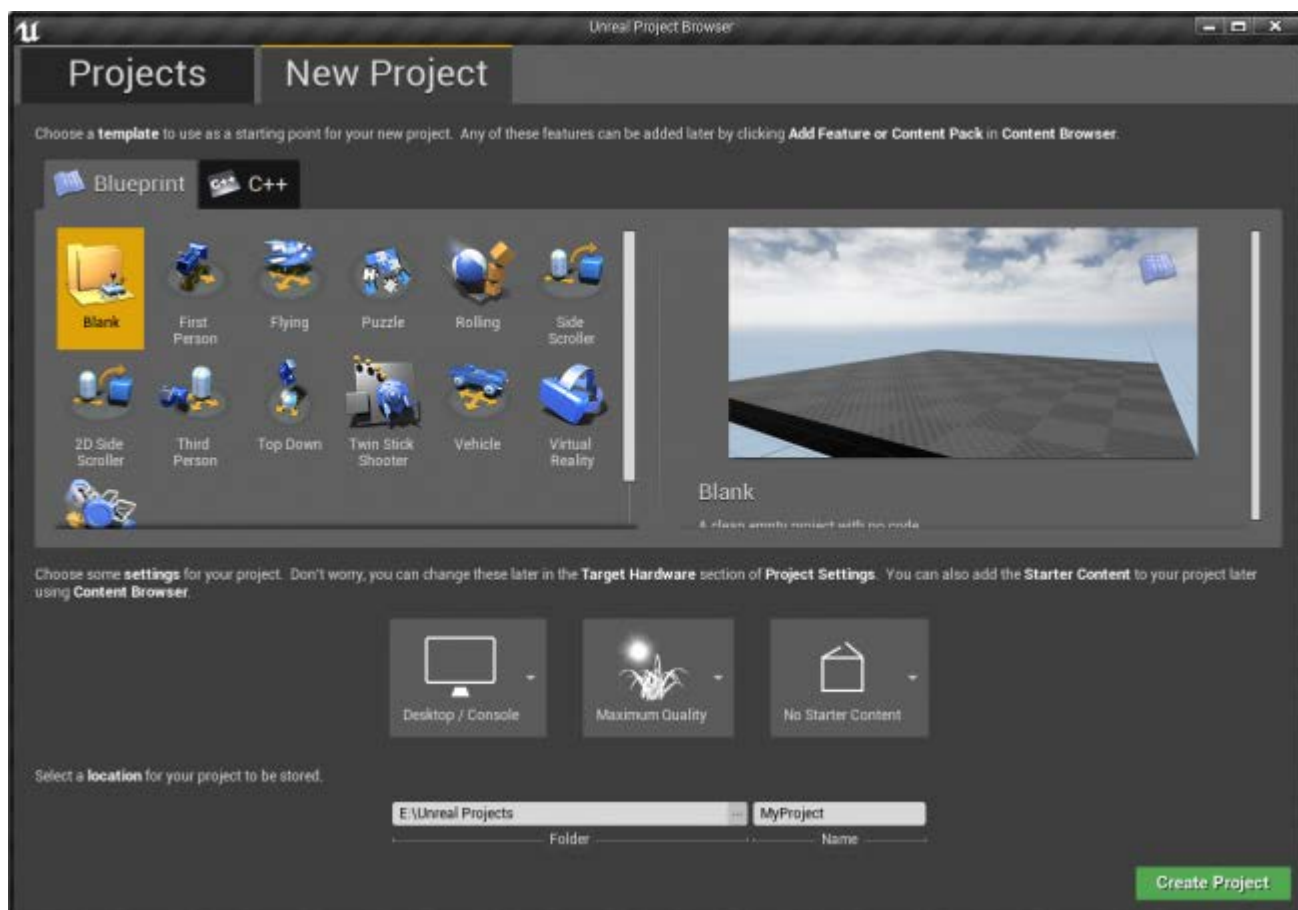 Unreal Project Browser
Projects
New Project
Choose a template to use as a starting point for your new project. Any of these features can be added later by clicking Add Feature or Content Pack in Content Browser.
Blueprint
C++
C++
Blank
First
Person
Flying
Puzzle
Rolling
Side
Scroller
2D Side
Scroller
Third
Person
Top Down
Twin Stick
Shooter
Vehicle
Virtual
Reality
Blank
A clean empty project with no code.
Choose some settings for your project. Don't worry, you can change these later in the Target Hardware section of Project Settings. You can also add the Starter Content to your project later
using Content Browser.
Desktop / Console
Maximum Quality
No Starter Content
Select a location for your project to be stored.
E:\Unreal Projects
...
MyProject
Folder
Name
Create Project